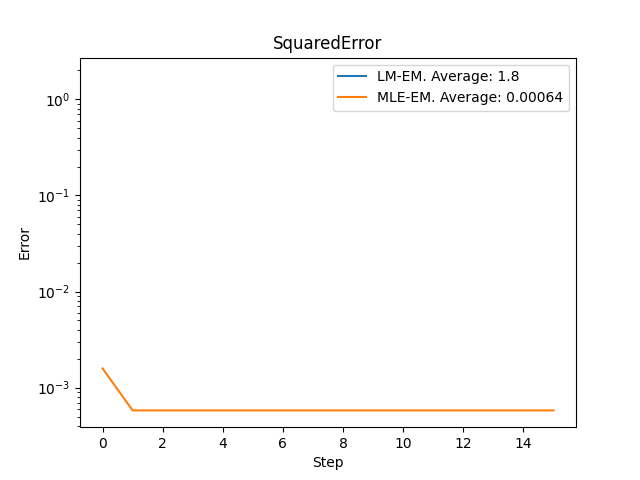 SquaredError
LM-EM. Average: 1.8
MLE-EM. Average: 0.00064
10⁰
10⁻¹
10⁻²
10⁻³
Error
0 2 4 6 8 10 12 14
Step